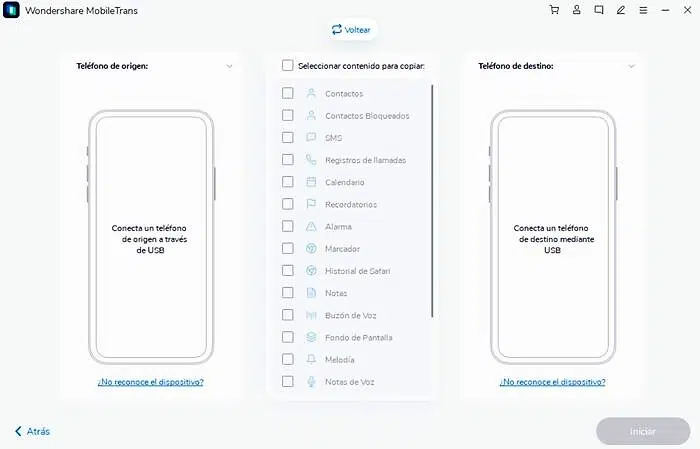 Wondershare MobileTrans
Voltear
Teléfono de origen:
Conecta un teléfono
de origen a través
de USB
¿No reconoce el dispositivo?
Seleccionar contenido para copiar:
Contactos
Contactos Bloqueados
SMS
Registros de llamadas
Calendario
Recordatorios
Alarma
Marcador
Historial de Safari
Notas
Buzón de Voz
Fondo de Pantalla
Melodía
Notas de Voz
Teléfono de destino:
Conecta un teléfono
de destino mediante
USB
¿No reconoce el dispositivo?
Atrás
Iniciar